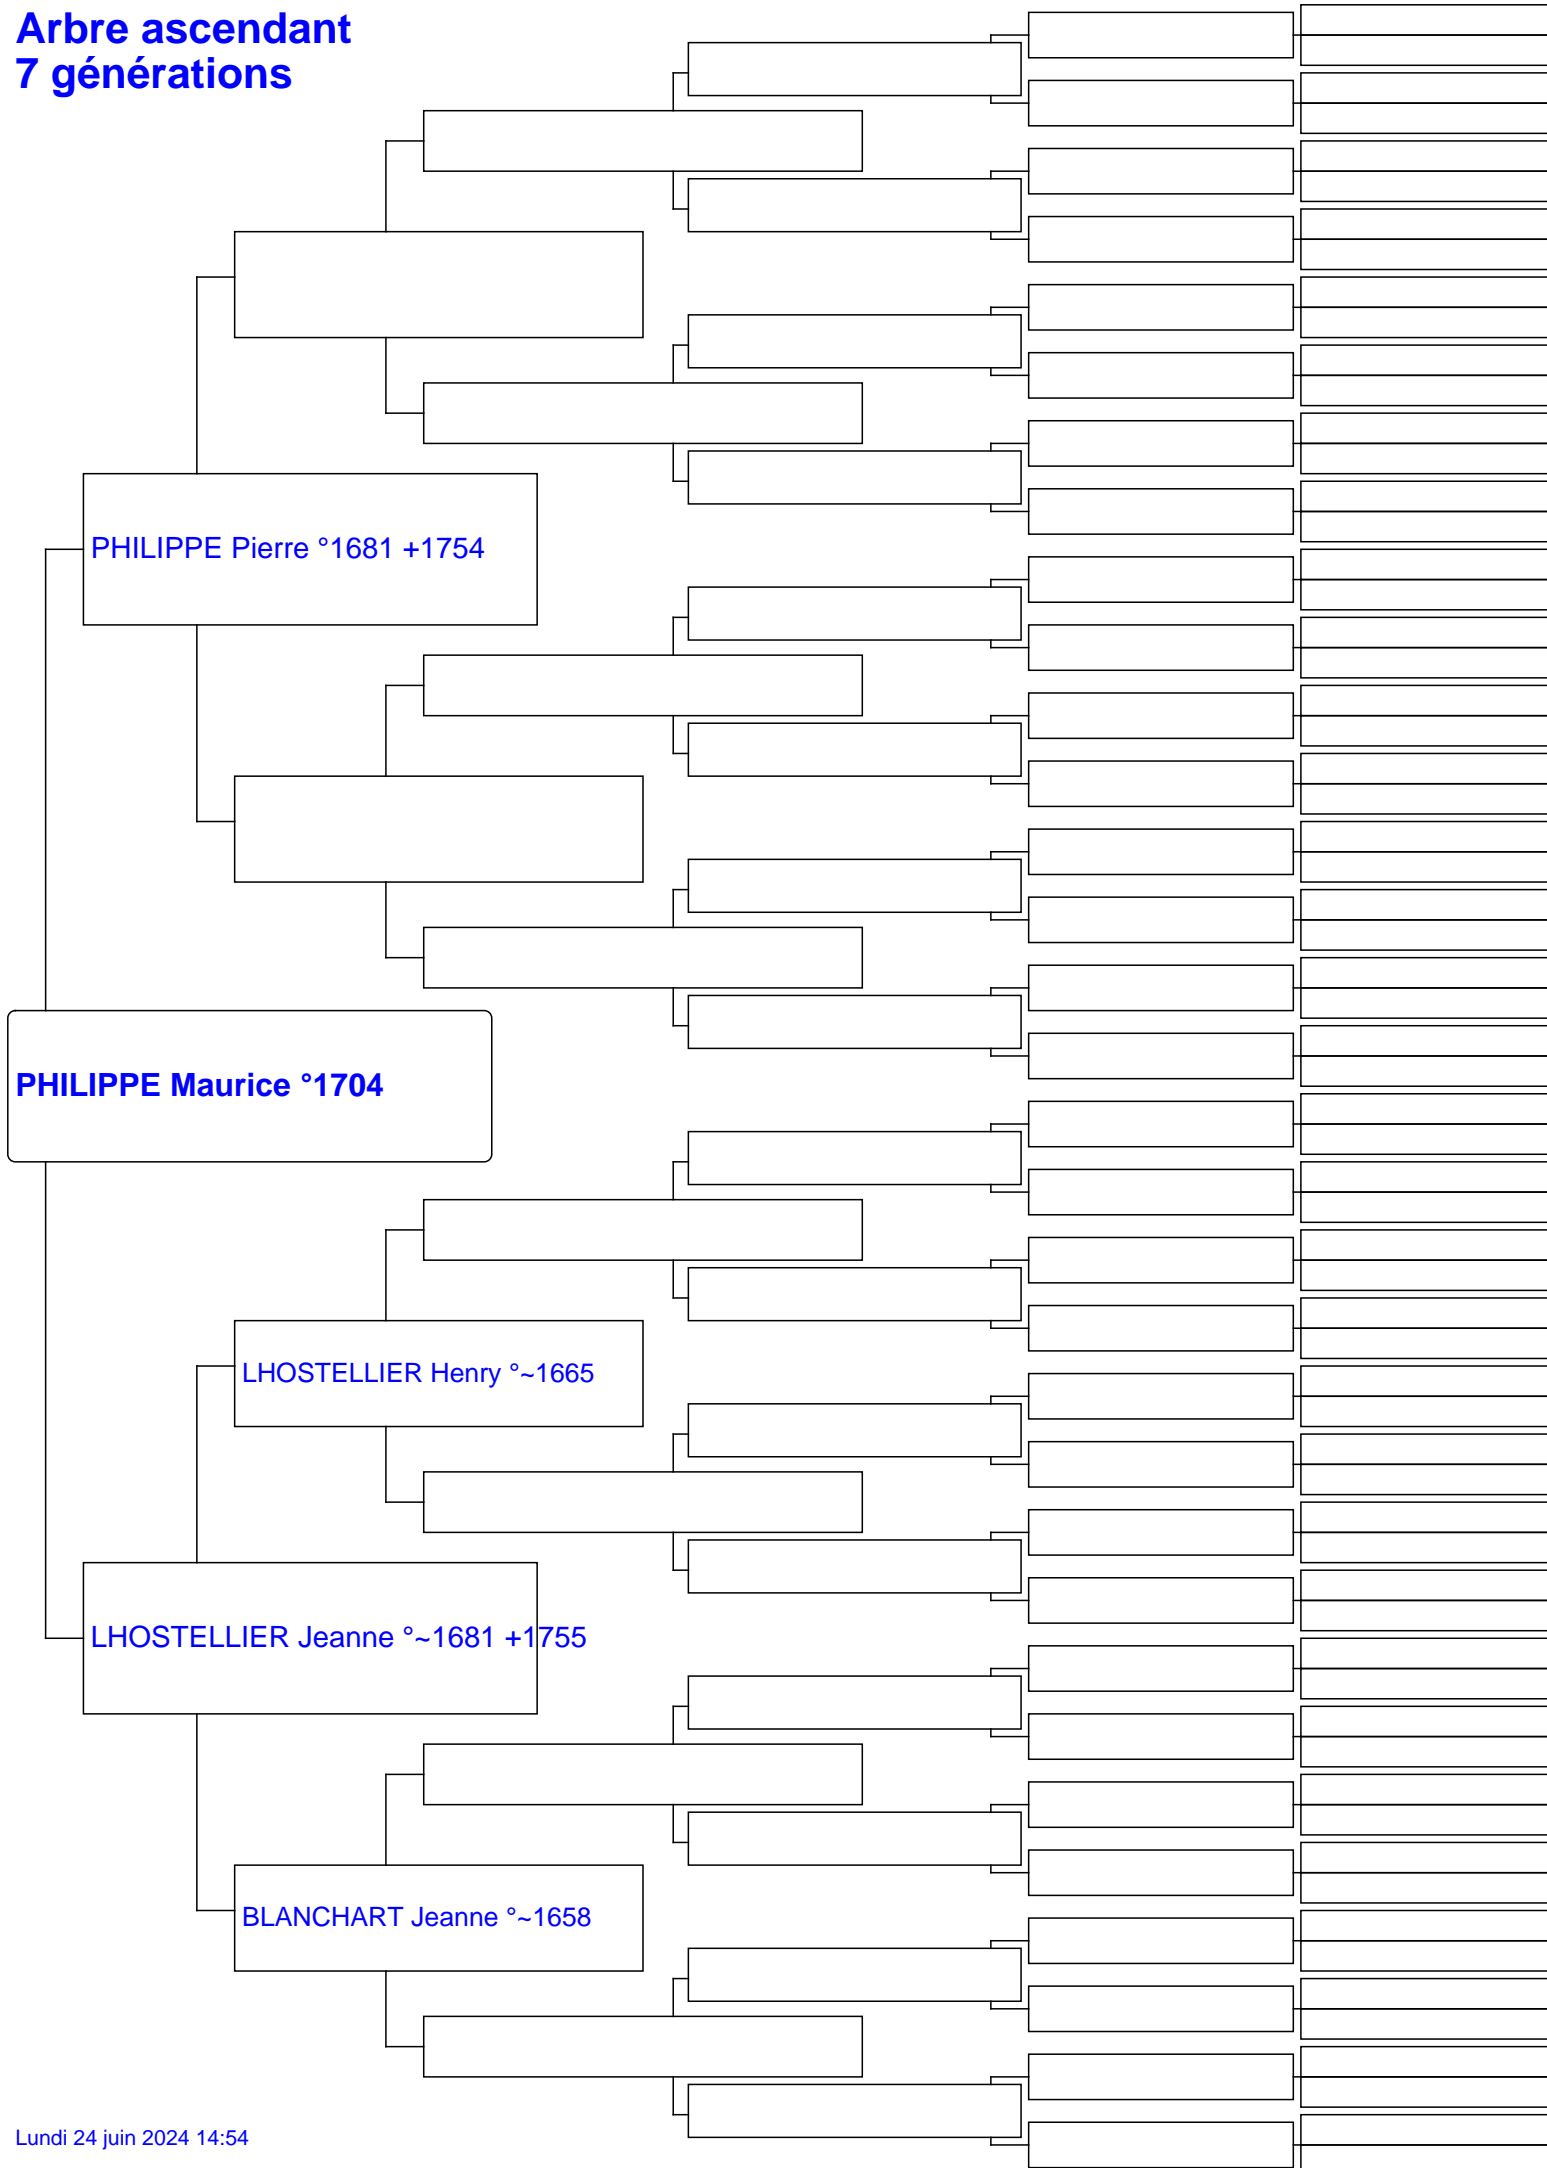 Arbre ascendant
7 générations
PHILIPPE Pierre °1681 +1754
PHILIPPE Maurice °1704
LHOSTELLIER Henry °~1665
LHOSTELLIER Jeanne °~1681 +1755
BLANCHART Jeanne °~1658
Lundi 24 juin 2024 14:54